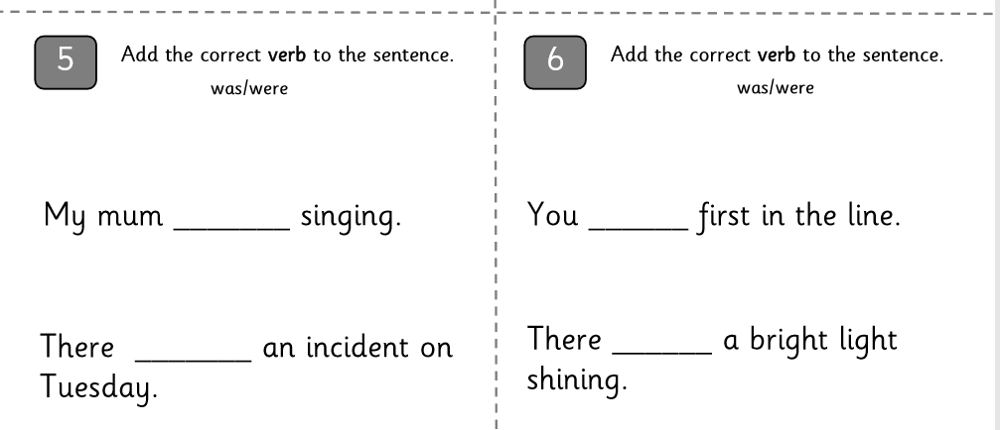 5
Add the correct verb to the sentence.
was/were
My mum _______ singing.
There _______ an incident on
Tuesday.
6
Add the correct verb to the sentence.
was/were
You ______ first in the line.
There ______ a bright light
shining.